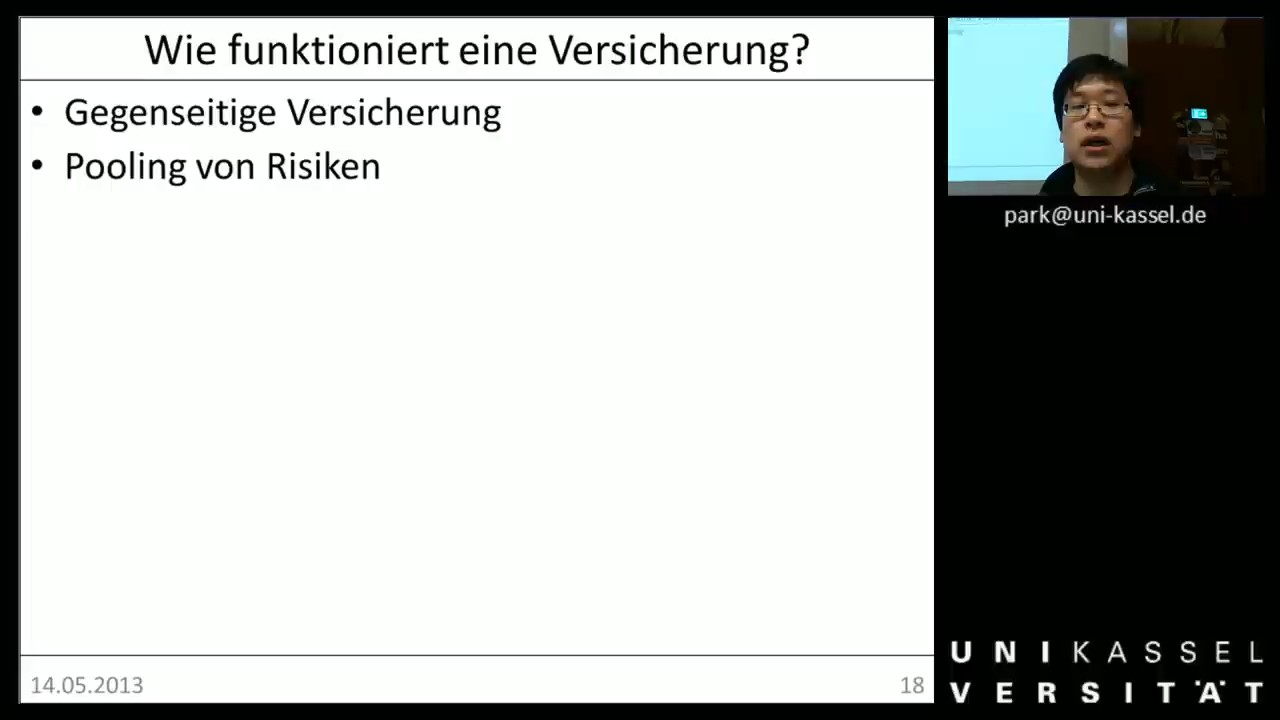 Wie funktioniert eine Versicherung?
• Gegenseitige Versicherung
• Pooling von Risiken
14.05.2013
18
park@uni-kassel.de
UNIKASSEL
VERSITÄT